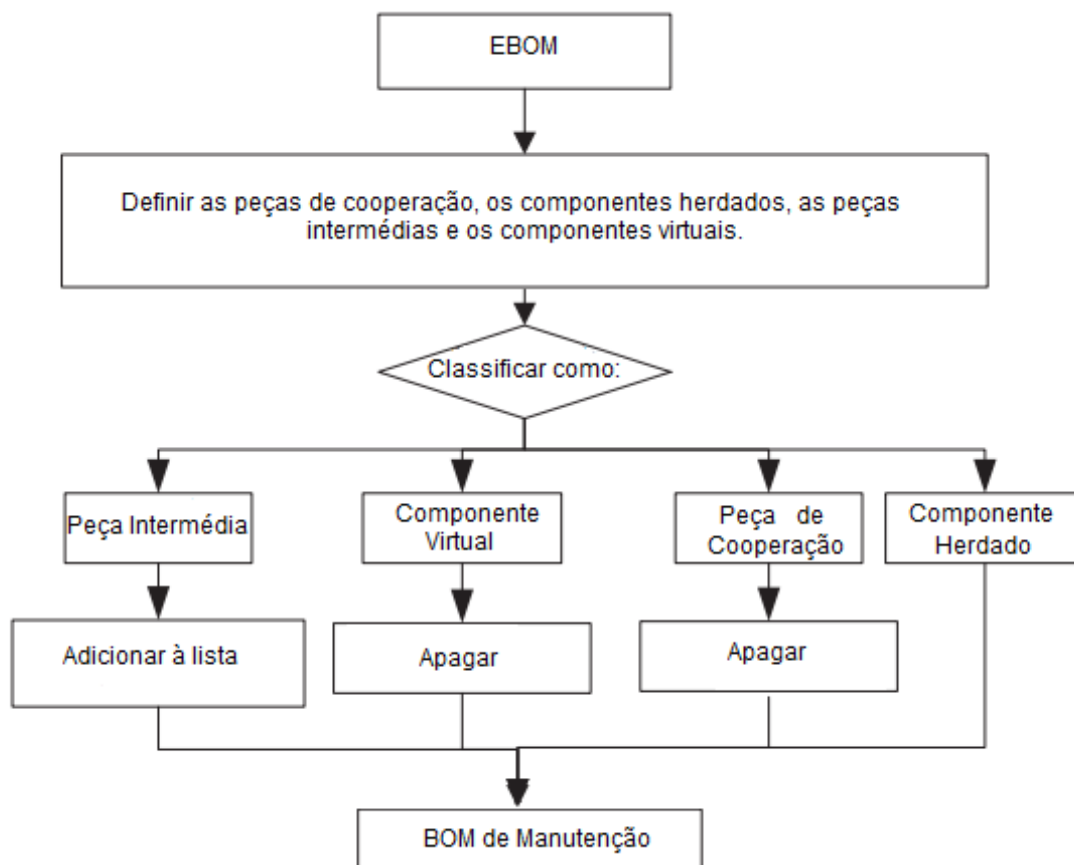 EBOM
Definir as peças de cooperação, os componentes herdados, as peças
intermédias e os componentes virtuais.
Classificar como:
Peça Intermédia
Componente
Virtual
Peça de
Cooperação
Componente
Herdado
Adicionar à lista
Apagar
Apagar
BOM de Manutenção